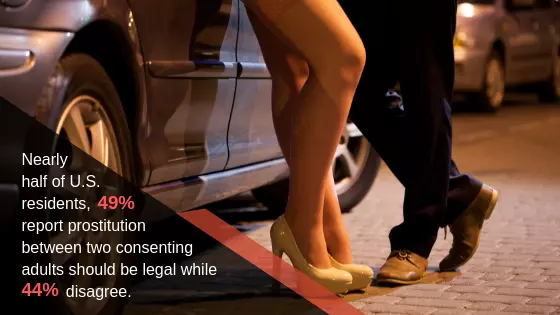 Nearly
half of U.S.
residents, 49%
report prostitution
between two consenting
adults should be legal while
44% disagree.